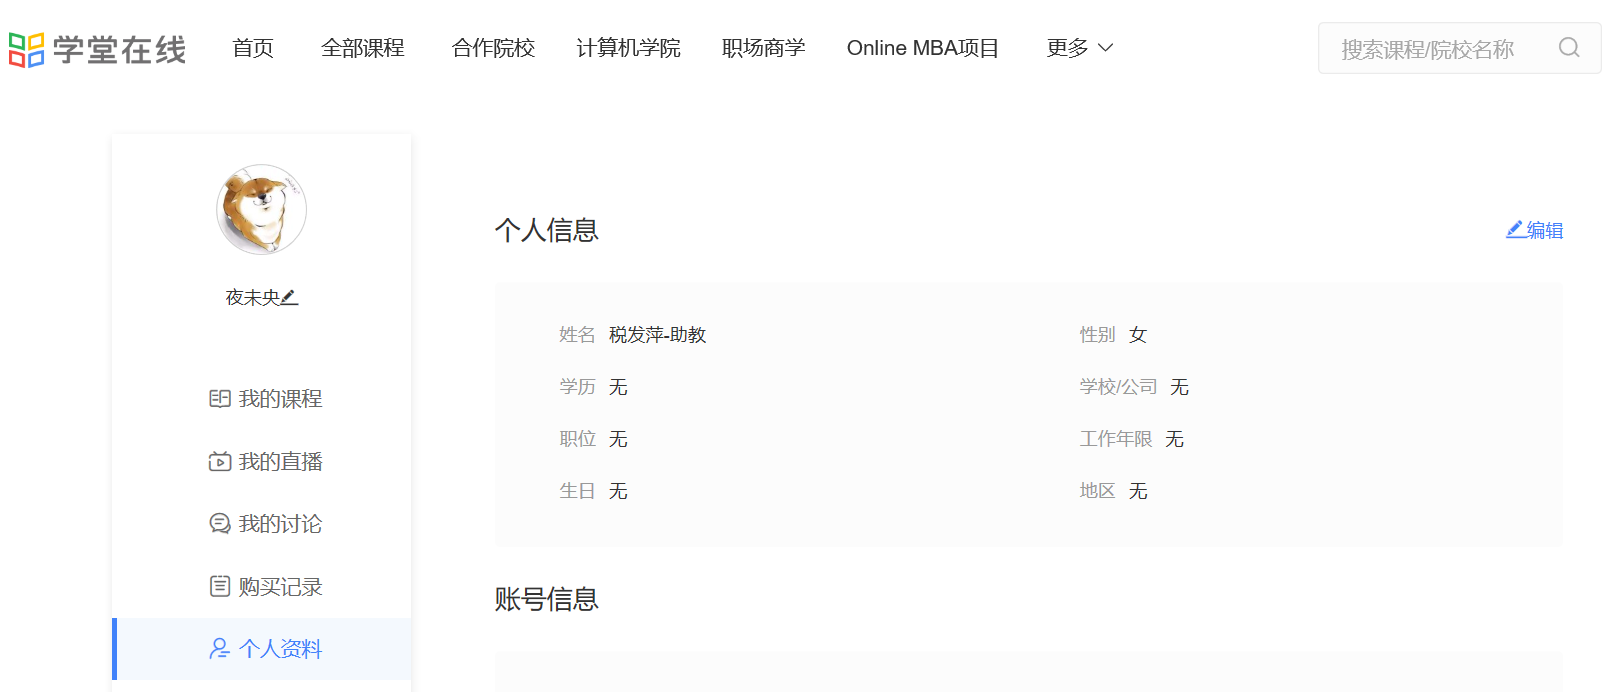 学堂在线 首页 全部课程 合作院校 计算机学院 职场商学 Online MBA项目 更多 搜索课程/院校名称
夜未央
我的课程
我的直播
我的讨论
购买记录
个人资料
个人信息 编辑
姓名 税发萍-助教 性别 女
学历 无 学校/公司 无
职位 无 工作年限 无
生日 无 地区 无
账号信息